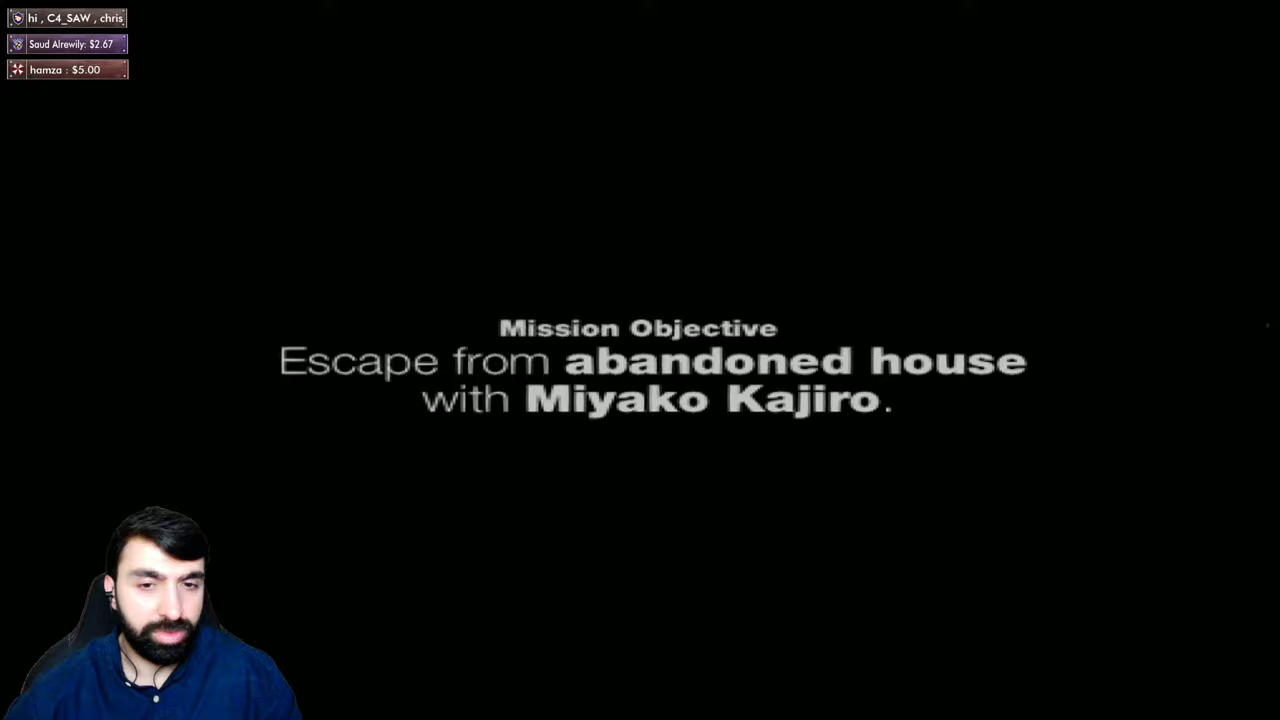 hi , C4_SAW , chris
Saud Alrewily: $2.67
hamza : $5.00
Mission Objective
Escape from abandoned house
with Miyako Kajiro.